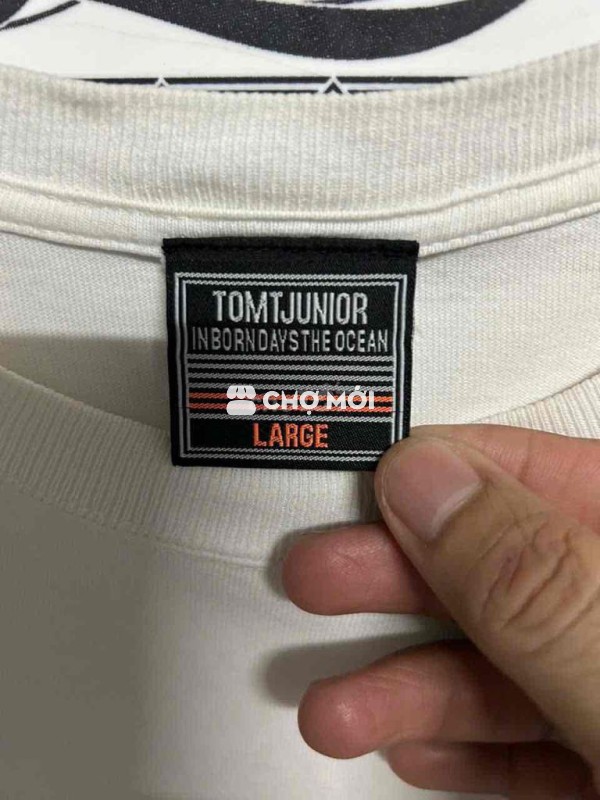 TOMTJUNIOR
INBORNDAYSTHE OCEAN
CHỢ MỚI
LARGE